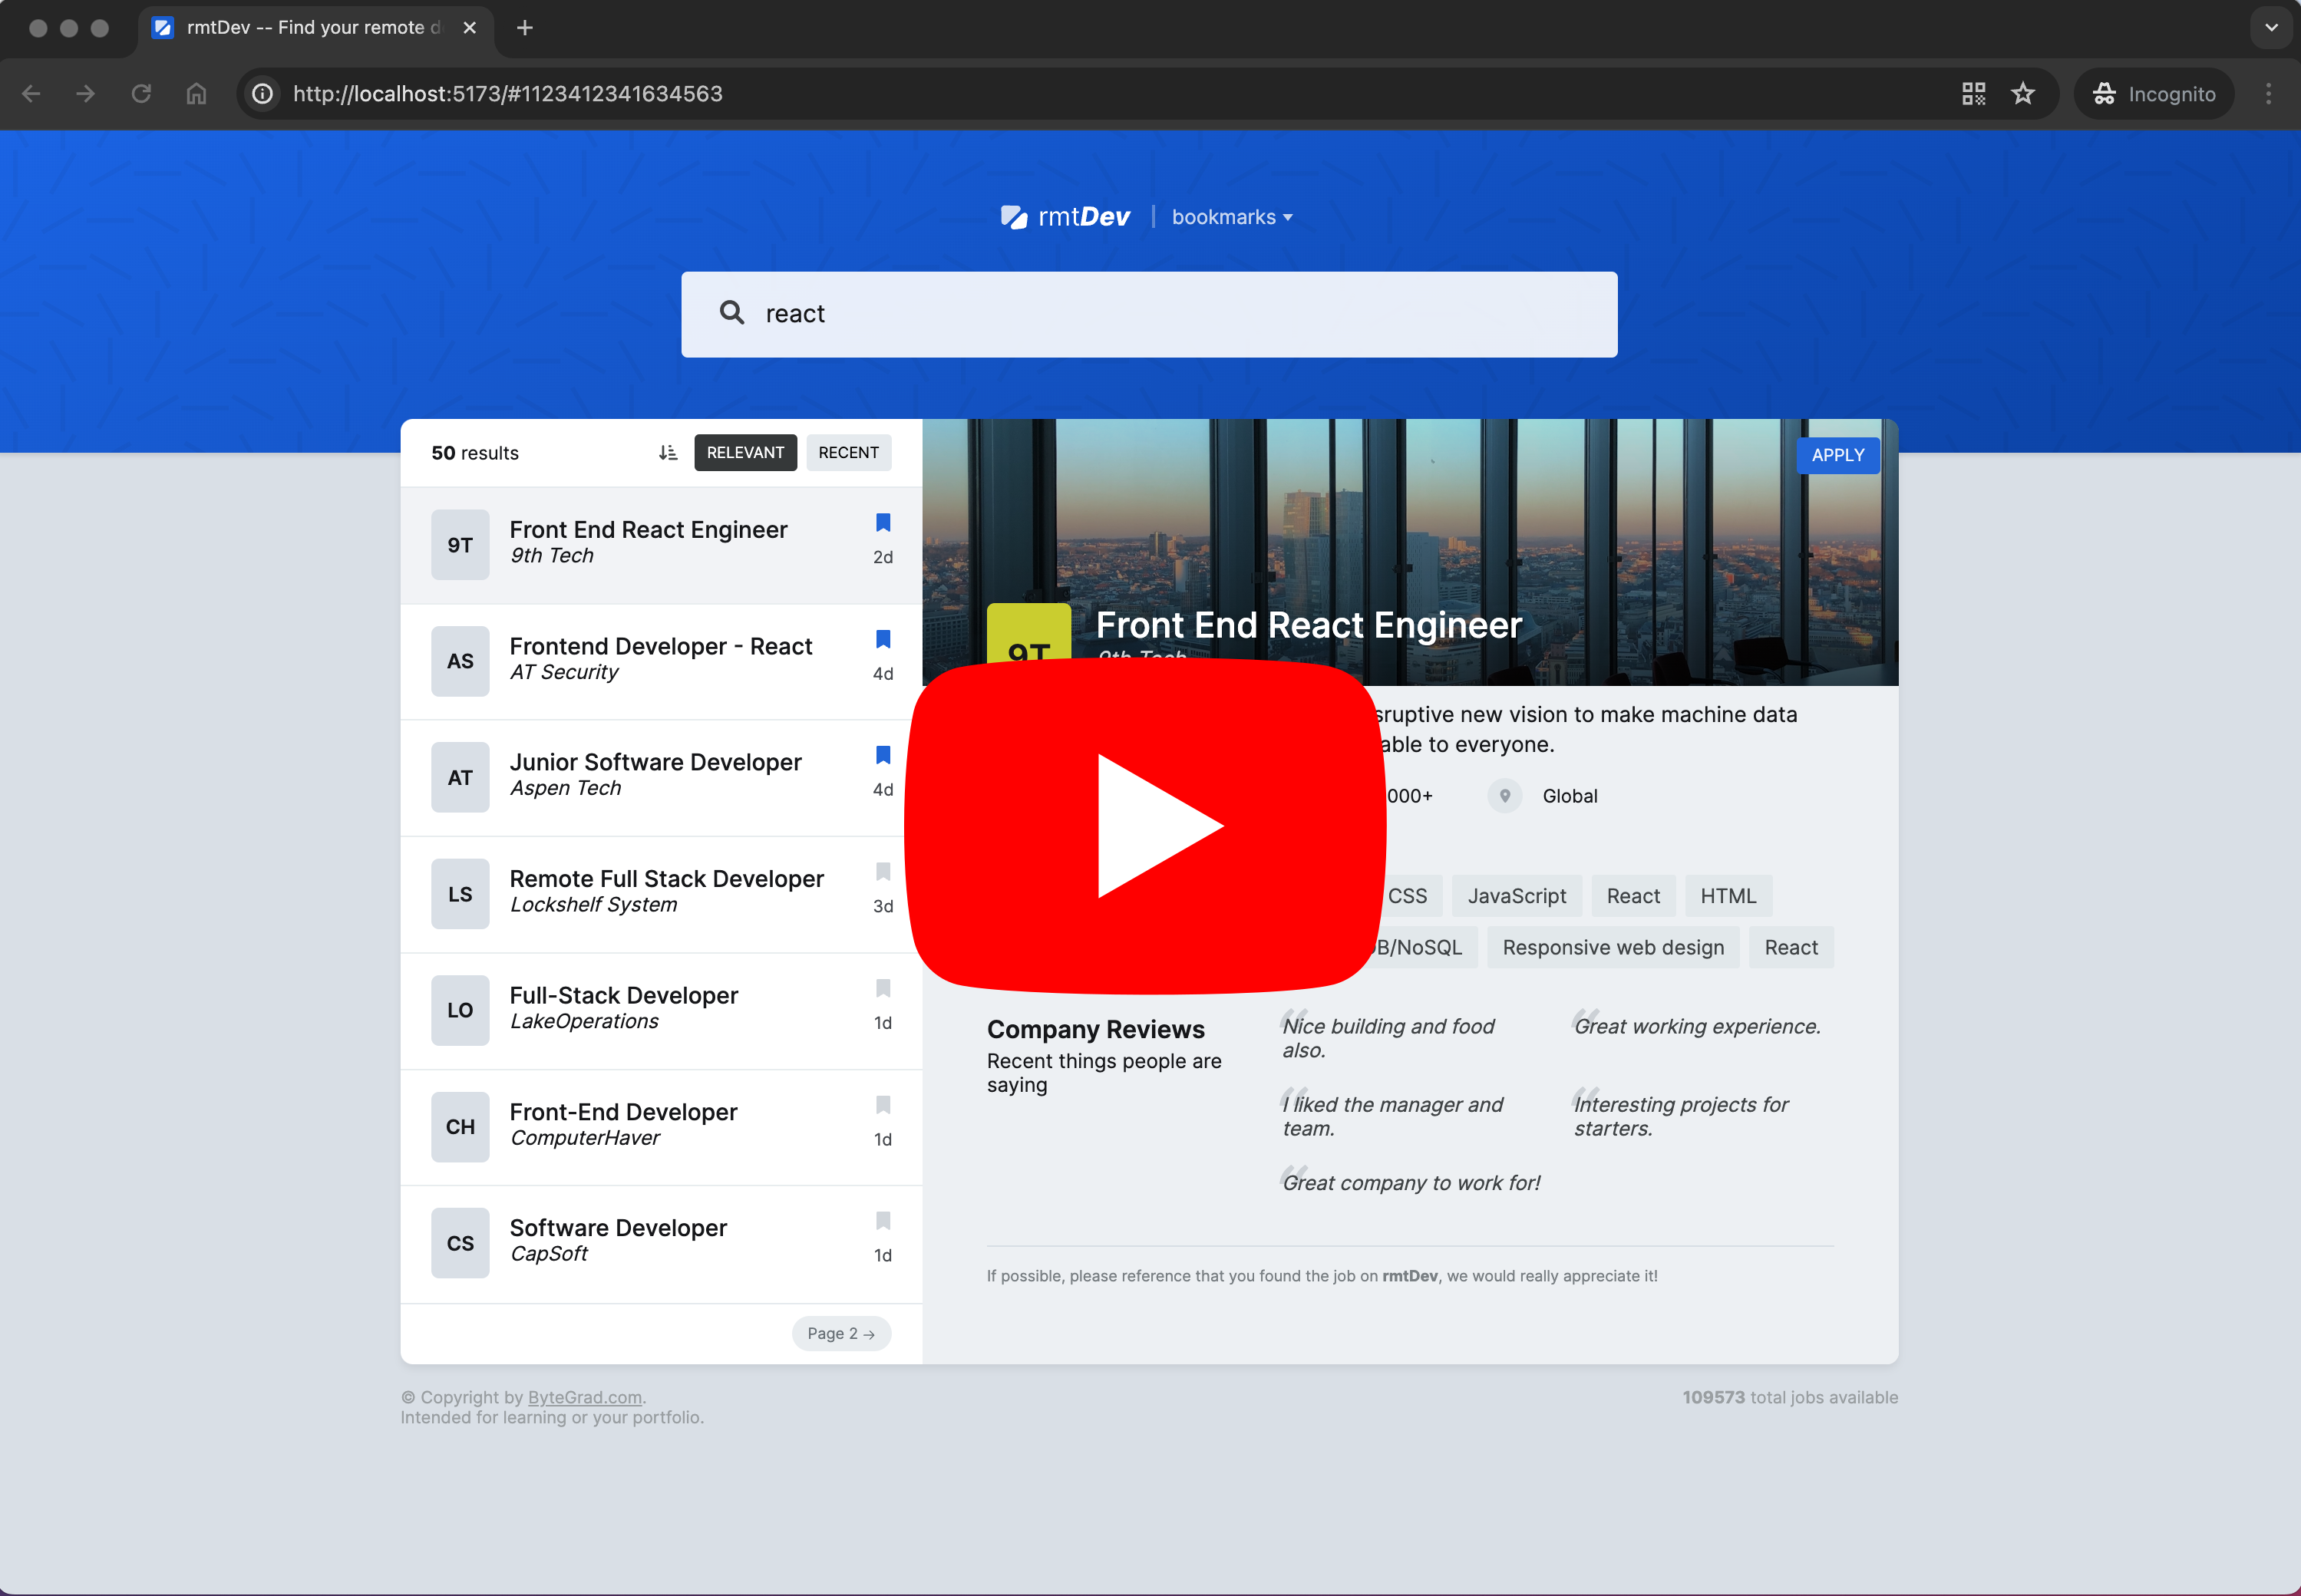 rmtDev -- Find your remote d
http://localhost:5173/#1123412341634563
Incognito
rmtDev
bookmarks
react
50 results
RELEVANT
RECENT
9T
Front End React Engineer
9th Tech
2d
AS
Frontend Developer - React
AT Security
4d
AT
Junior Software Developer
Aspen Tech
4d
LS
Remote Full Stack Developer
Lockshelf System
3d
LO
Full-Stack Developer
LakeOperations
1d
CH
Front-End Developer
ComputerHaver
1d
CS
Software Developer
CapSoft
1d
Page 2 →
APPLY
9T
Front End React Engineer
9th Tech
new vision to make machine data
to everyone.
000+
Global
CSS
JavaScript
React
HTML
B/NoSQL
Responsive web design
React
Company Reviews
Recent things people are
saying
Nice building and food
also.
Great working experience.
I liked the manager and
team.
Interesting projects for
starters.
Great company to work for!
If possible, please reference that you found the job on rmtDev, we would really appreciate it!
© Copyright by ByteGrad.com.
Intended for learning or your portfolio.
109573 total jobs available